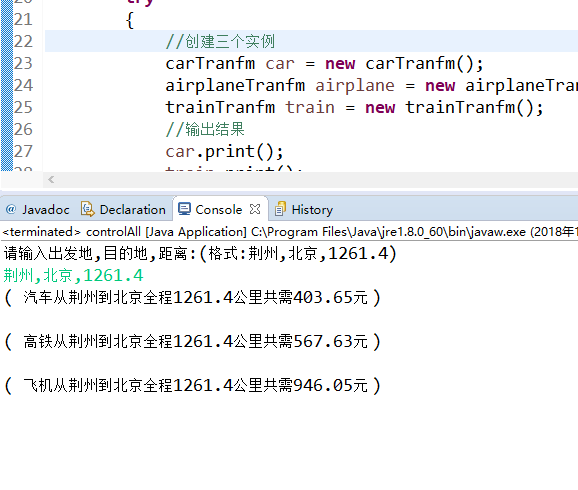 20 try
21 {
22 //创建三个实例
23 carTranfm car = new carTranfm();
24 airplaneTranfm airplane = new airplaneTran
25 trainTranfm train = new trainTranfm();
26 //输出结果
27 car.print();
28 train.print();
@ Javadoc Declaration Console History
<terminated> controlAll [Java Application] C:\Program Files\Java\jre1.8.0_60\bin\javaw.exe (2018年1
请输入出发地,目的地,距离:(格式:荆州,北京,1261.4)
荆州,北京,1261.4
( 汽车从荆州到北京全程1261.4公里共需403.65元 )
( 高铁从荆州到北京全程1261.4公里共需567.63元 )
( 飞机从荆州到北京全程1261.4公里共需946.05元 )